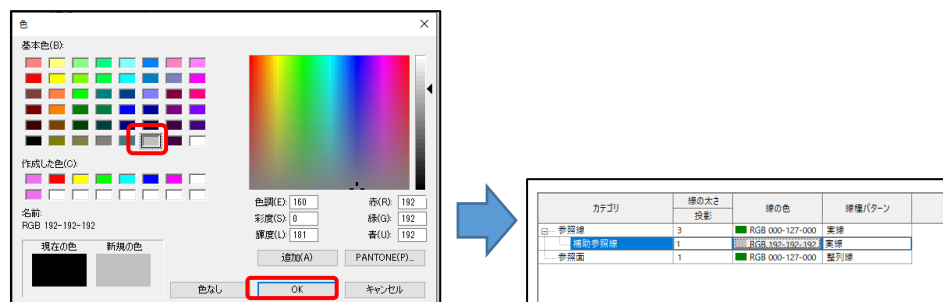 色
基本色(B):
作成した色(C):
名前:
RGB 192-192-192
現在の色 新規の色
色調(E): 160 赤(R): 192
彩度(S): 0 緑(G): 192
輝度(L): 181 青(U): 192
追加(A) PANTONE(P)...
色なし OK キャンセル
カテゴリ 線の太さ 線の色 線種パターン
投影
参照線 3 RGB 000-127-000 実線
補助参照線 1 RGB 192-192-192 実線
参照面 1 RGB 000-127-000 整列線